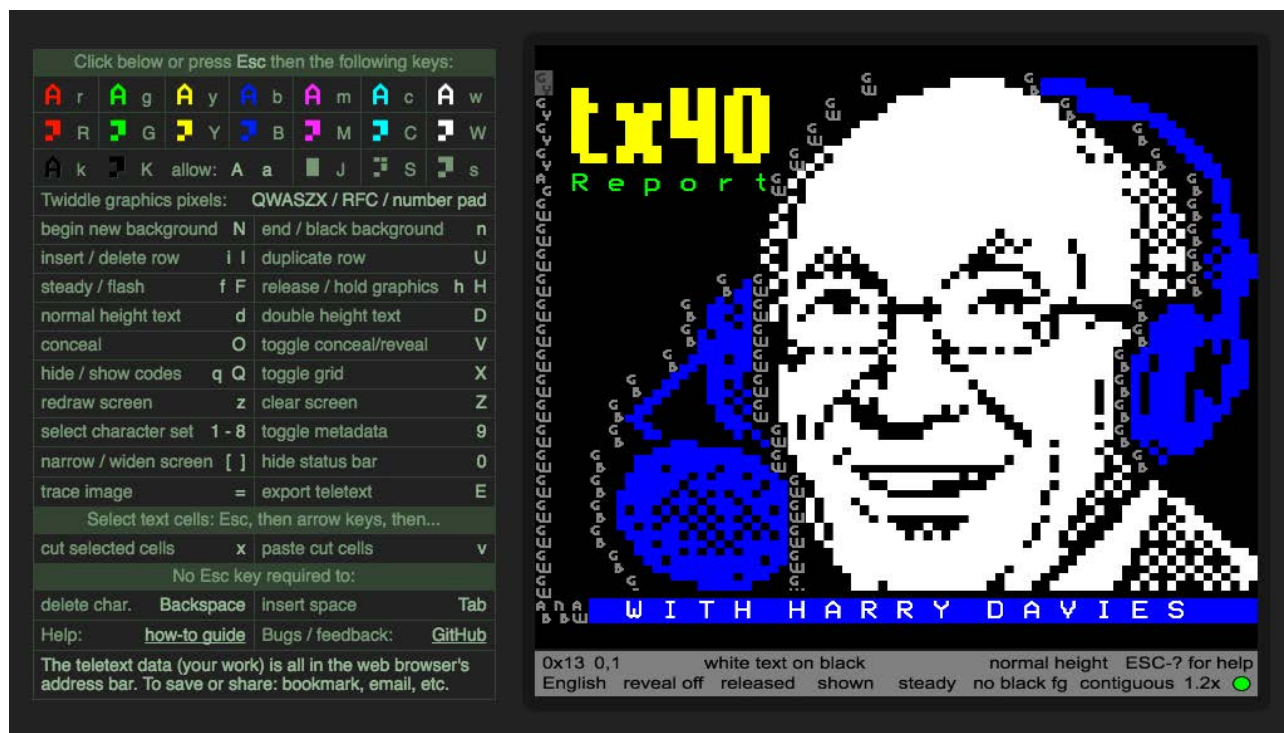 Click below or press Esc then the following keys:
A r A g A y A b A m A c A w
R G Y B M C W
A k K allow: A a J S s
Twiddle graphics pixels: QWASZX / RFC / number pad
begin new background N end / black background n
insert / delete row i I duplicate row U
steady / flash f F release / hold graphics h H
normal height text d double height text D
conceal O toggle conceal/reveal V
hide / show codes q Q toggle grid X
redraw screen z clear screen Z
select character set 1 - 8 toggle metadata 9
narrow / widen screen [ ] hide status bar 0
trace image = export teletext E
Select text cells: Esc, then arrow keys, then...
cut selected cells x paste cut cells v
No Esc key required to:
delete char. Backspace insert space Tab
Help: how-to guide Bugs / feedback: GitHub
The teletext data (your work) is all in the web browser's
address bar. To save or share: bookmark, email, etc.
tx40
Report
WITH HARRY DAVIES
0x13 0,1 white text on black normal height ESC-? for help
English reveal off released shown steady no black fg contiguous 1.2x